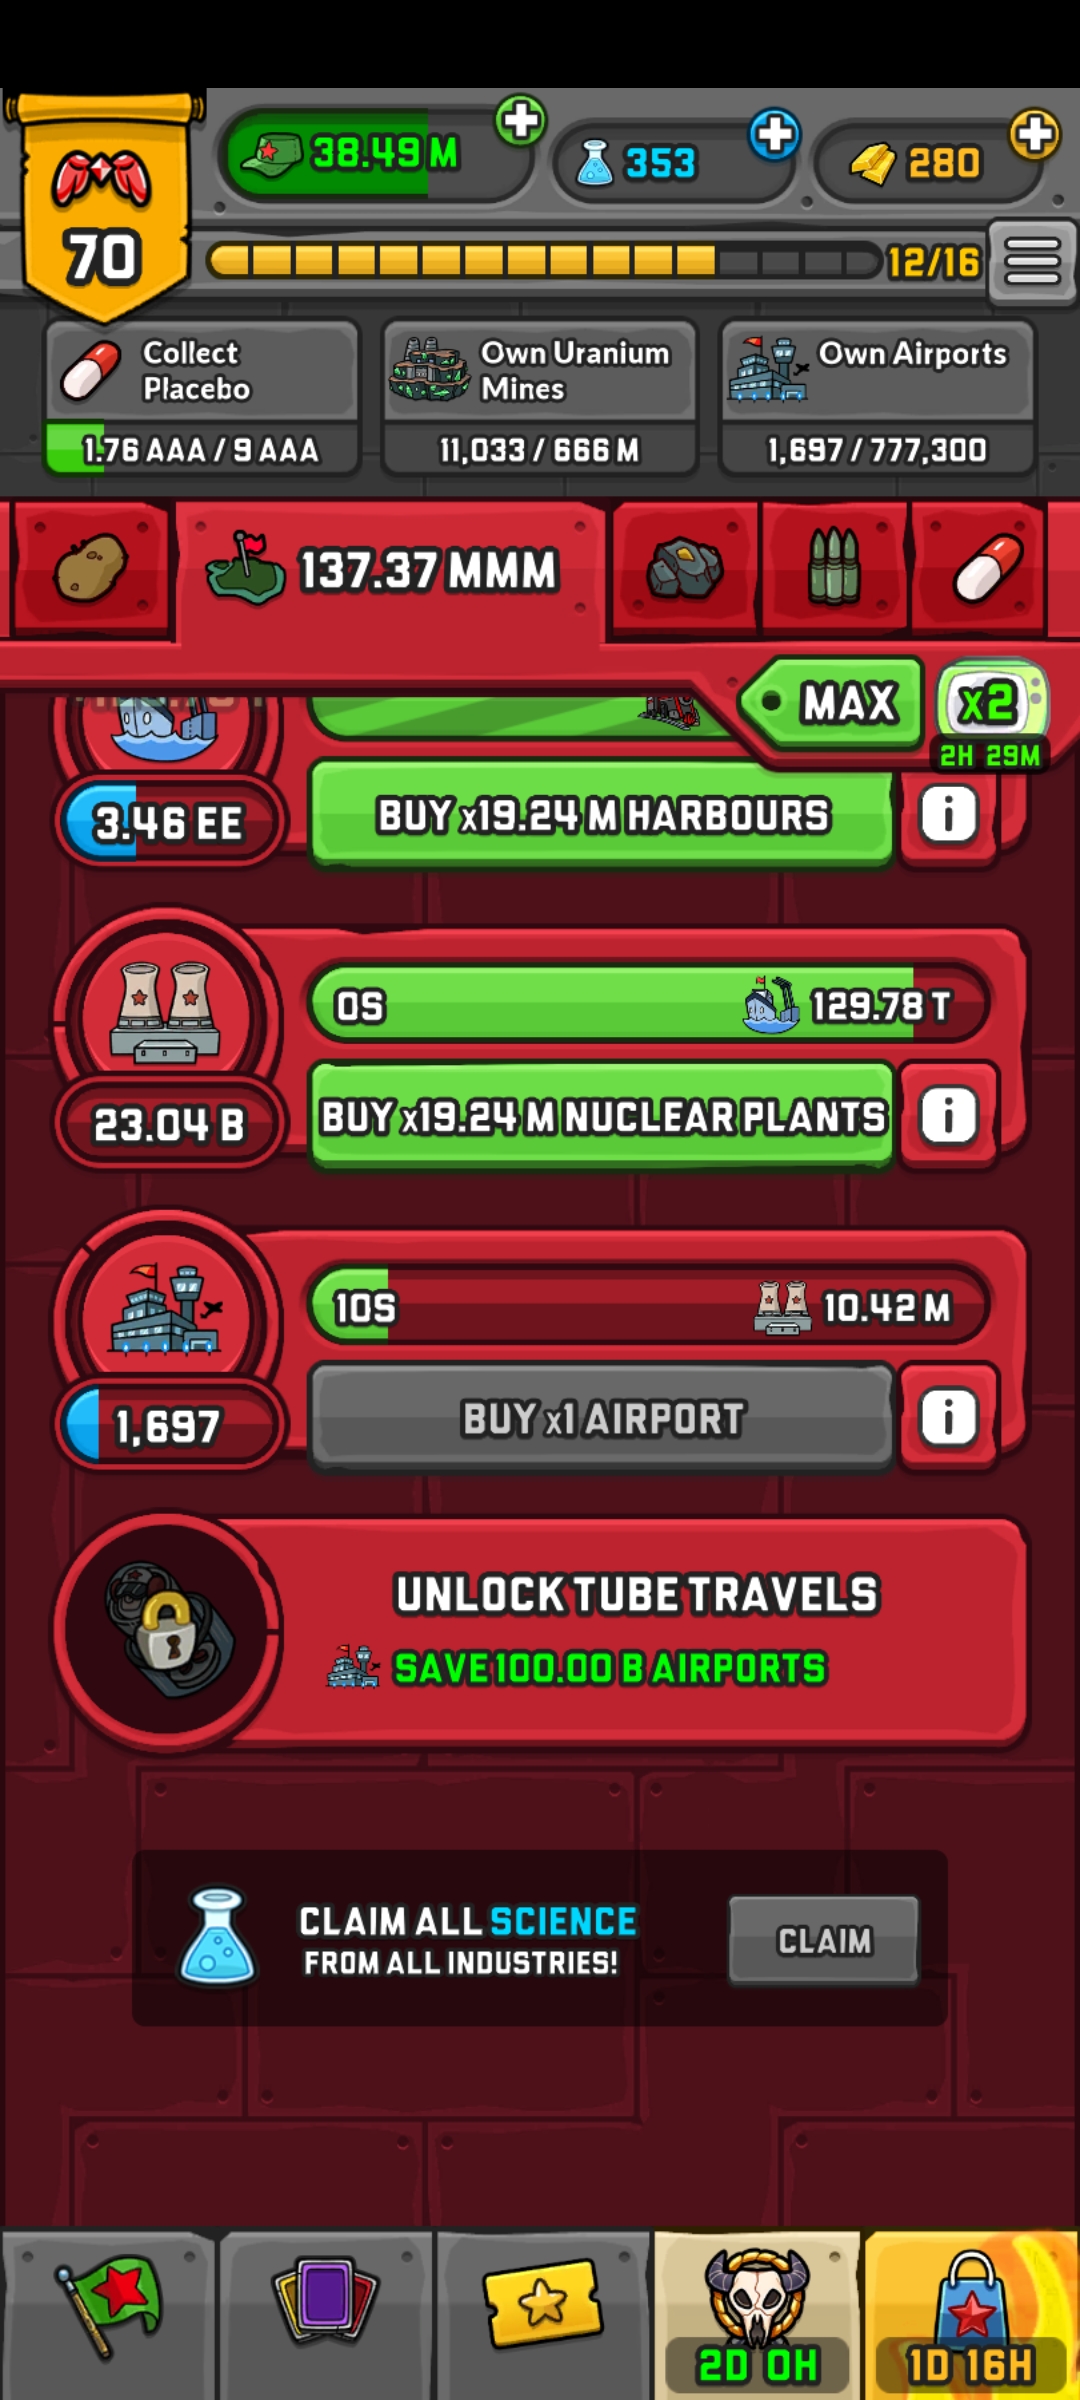 38.49 M
353
280
70
12/16
Collect
Placebo
1.76 AAA / 9 AAA
Own Uranium
Mines
11,033 / 666 M
Own Airports
1,697 / 777,300
137.37 MMM
MAX
x2
2H 29M
3.46 EE
BUY x19.24 M HARBOURS
i
0S
129.78 T
23.04 B
BUY x19.24 M NUCLEAR PLANTS
i
10S
10.42 M
1,697
BUY x1 AIRPORT
i
UNLOCK TUBE TRAVELS
SAVE 100.00 B AIRPORTS
CLAIM ALL SCIENCE
FROM ALL INDUSTRIES!
CLAIM
2D 0H
1D 16H